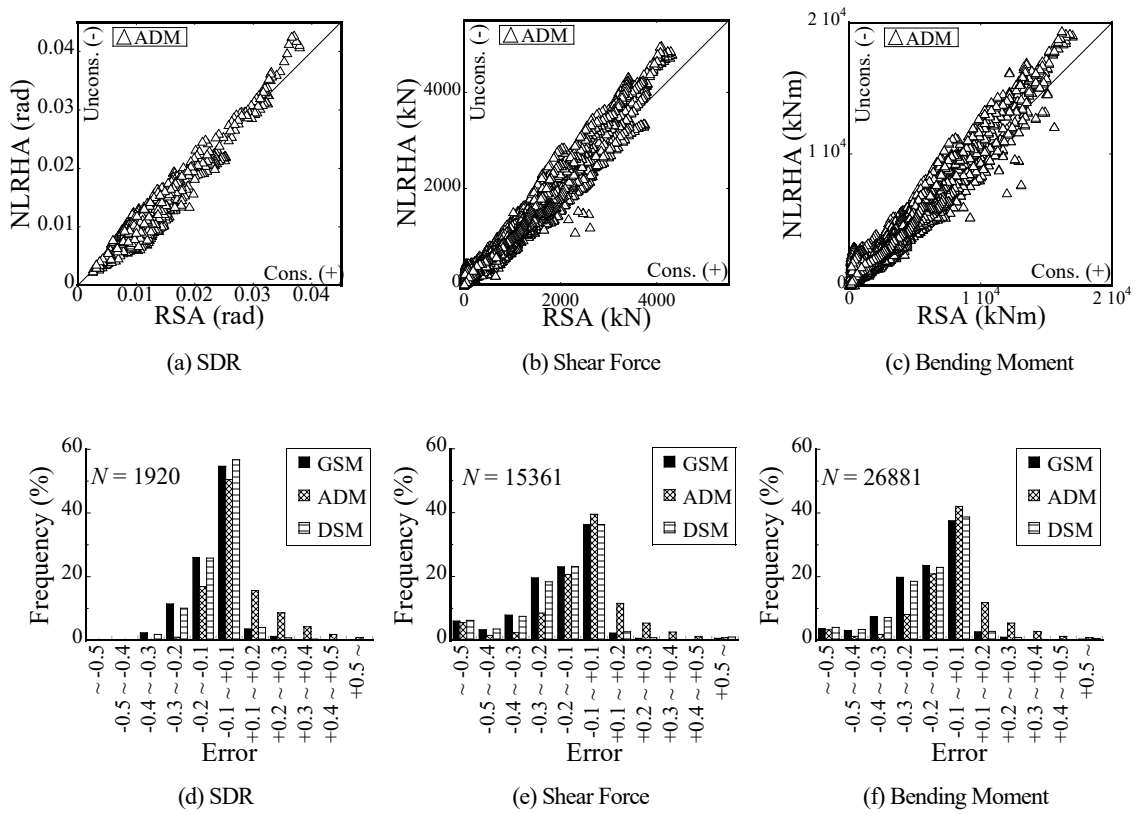 Uncons. (-)
△ADM
NLRHA (rad)
0.04
0.03
0.02
0.01
0
0 0.01 0.02 0.03 0.04
Cons. (+)
RSA (rad)
(a) SDR
Uncons. (-)
△ADM
NLRHA (kN)
4000
2000
0
0 2000 4000
Cons. (+)
RSA (kN)
(b) Shear Force
Uncons. (-)
△ADM
NLRHA (kNm)
2 10⁴
1 10⁴
0
0 1 10⁴ 2 10⁴
Cons. (+)
RSA (kNm)
(c) Bending Moment
Frequency (%)
60
40
20
0
N = 1920
GSM
ADM
DSM
~ -0.5
-0.5 ~ -0.4
-0.4 ~ -0.3
-0.3 ~ -0.2
-0.2 ~ -0.1
-0.1 ~ +0.1
+0.1 ~ +0.2
+0.2 ~ +0.3
+0.3 ~ +0.4
+0.4 ~ +0.5
+0.5 ~
Error
(d) SDR
Frequency (%)
60
40
20
0
N = 15361
GSM
ADM
DSM
~ -0.5
-0.5 ~ -0.4
-0.4 ~ -0.3
-0.3 ~ -0.2
-0.2 ~ -0.1
-0.1 ~ +0.1
+0.1 ~ +0.2
+0.2 ~ +0.3
+0.3 ~ +0.4
+0.4 ~ +0.5
+0.5 ~
Error
(e) Shear Force
Frequency (%)
60
40
20
0
N = 26881
GSM
ADM
DSM
~ -0.5
-0.5 ~ -0.4
-0.4 ~ -0.3
-0.3 ~ -0.2
-0.2 ~ -0.1
-0.1 ~ +0.1
+0.1 ~ +0.2
+0.2 ~ +0.3
+0.3 ~ +0.4
+0.4 ~ +0.5
+0.5 ~
Error
(f) Bending Moment